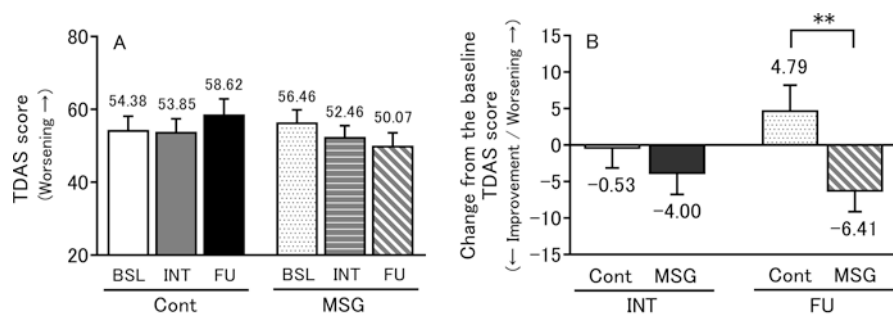 A
TDAS score
(Worsening →)
80
60
40
20
54.38
53.85
58.62
56.46
52.46
50.07
BSL INT FU BSL INT FU
Cont MSG
B
Change from the baseline
TDAS score
(← Improvement / Worsening →)
15
10
5
0
−5
−10
−15
**
4.79
−0.53
−4.00
−6.41
Cont MSG Cont MSG
INT FU